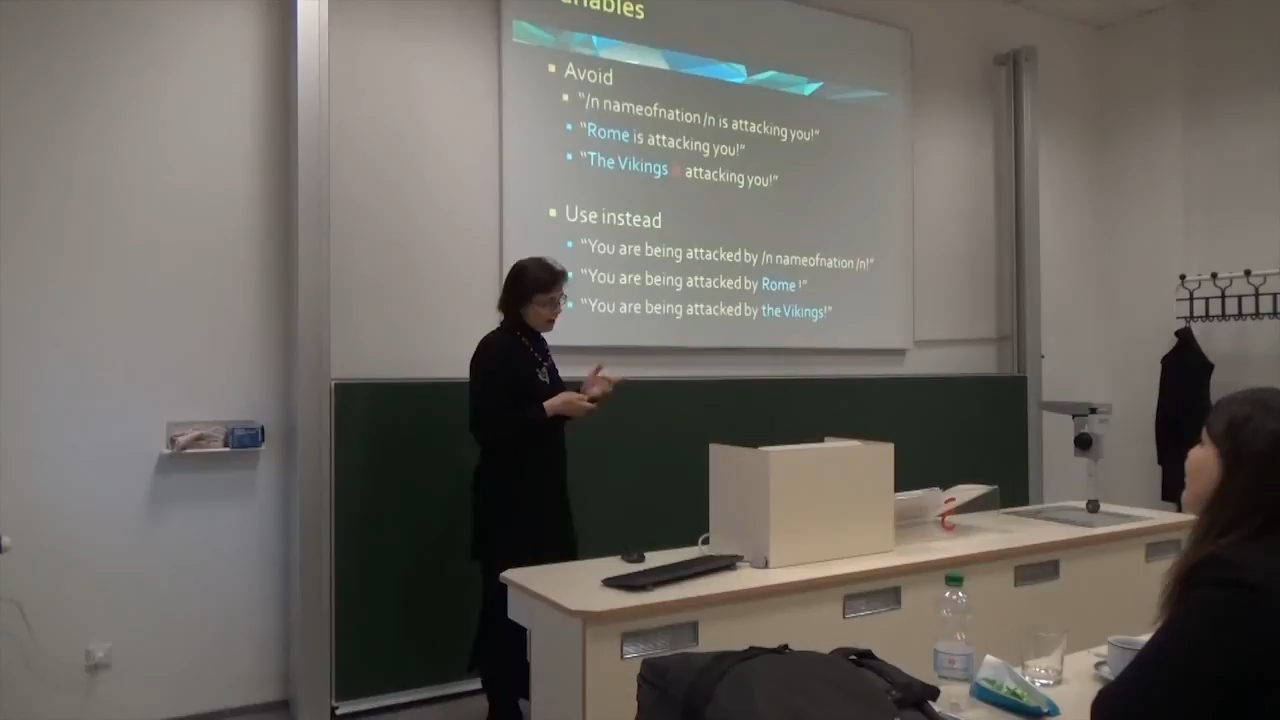 Avoid
"/n nameofnation /n is attacking you!"
"Rome is attacking you!"
"The Vikings is attacking you!"
Use instead
"You are being attacked by /n nameofnation /n!"
"You are being attacked by Rome !"
"You are being attacked by the Vikings!"